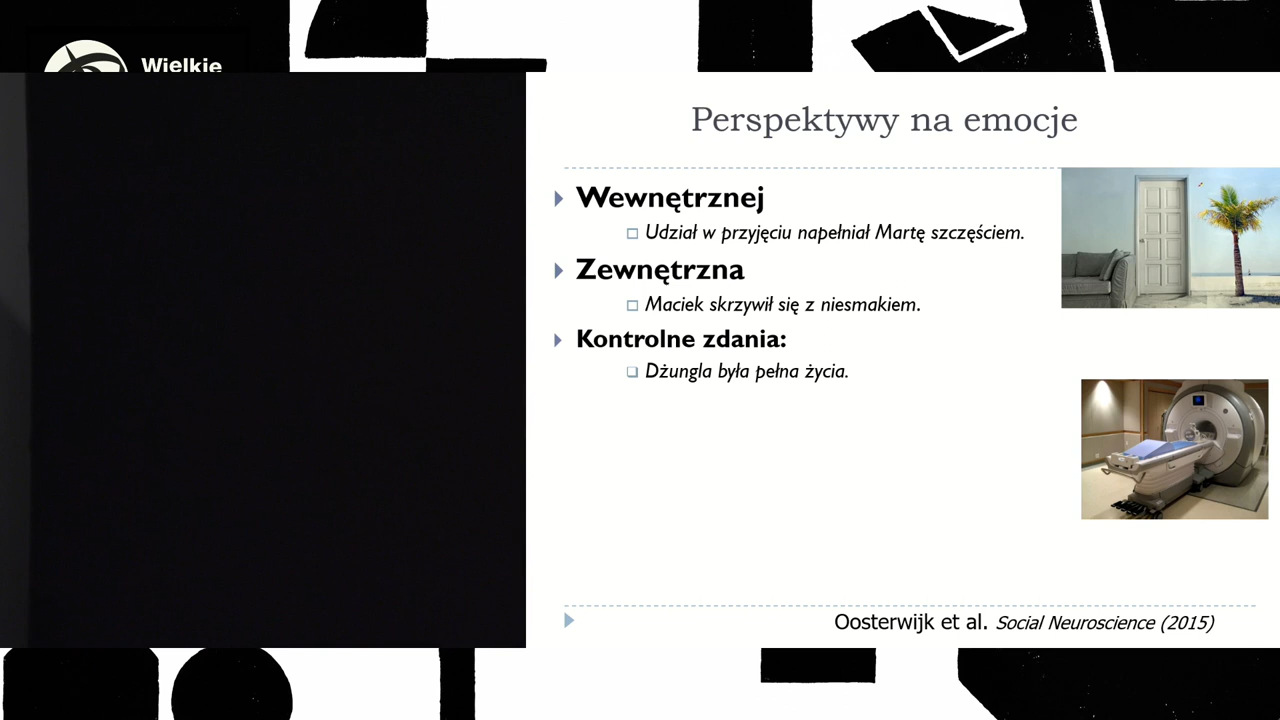 Wielkie
Perspektywy na emocje
Wewnętrznej
Udział w przyjęciu napełniał Martę szczęściem.
Zewnętrzna
Maciek skrzywił się z niesmakiem.
Kontrolne zdania:
Dżungla była pełna życia.
Oosterwijk et al. Social Neuroscience (2015)